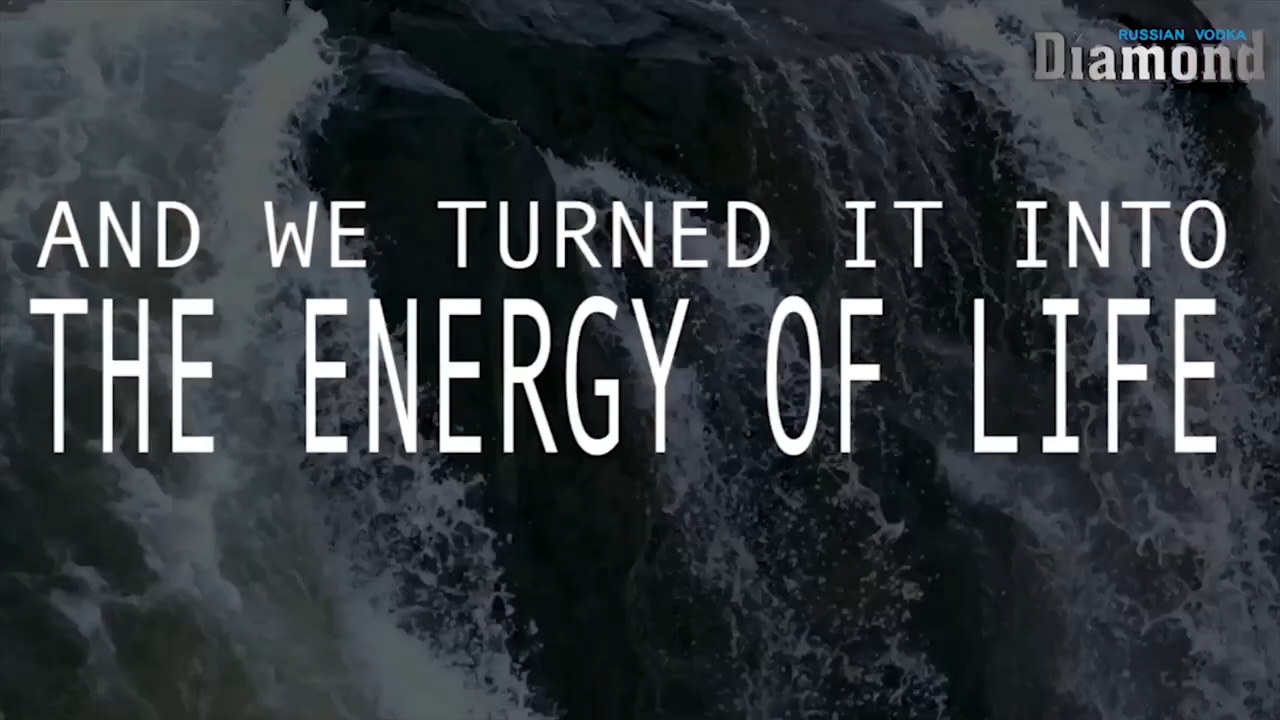 RUSSIAN VODKA
Diamond
AND WE TURNED IT INTO
THE ENERGY OF LIFE